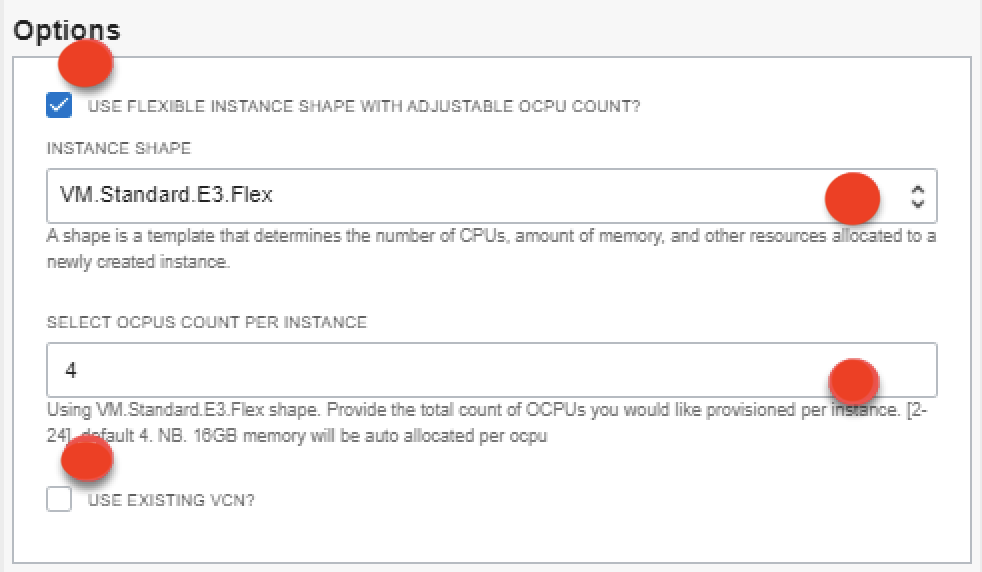 Options
USE FLEXIBLE INSTANCE SHAPE WITH ADJUSTABLE OCPU COUNT?
INSTANCE SHAPE
VM.Standard.E3.Flex
A shape is a template that determines the number of CPUs, amount of memory, and other resources allocated to a
newly created instance.
SELECT OCPUS COUNT PER INSTANCE
4
Using VM.Standard.E3.Flex shape. Provide the total count of OCPUs you would like provisioned per instance. [2-
24], default 4. NB. 16GB memory will be auto allocated per ocpu
USE EXISTING VCN?